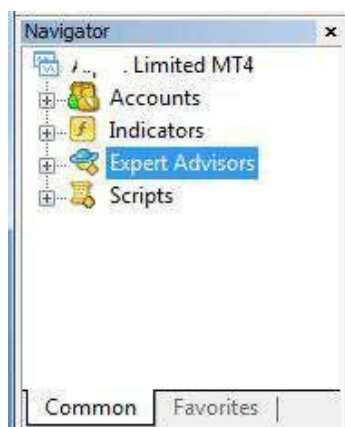 Navigator
Limited MT4
Accounts
Indicators
Expert Advisors
Scripts
Common
Favorites